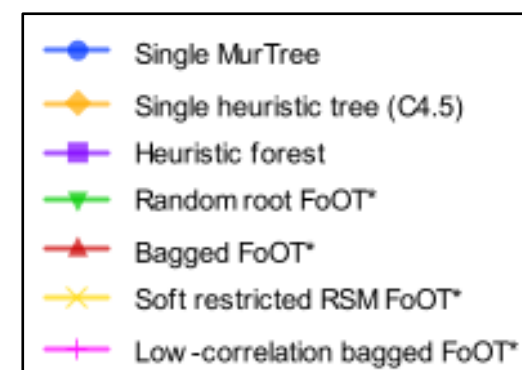 Single MurTree
Single heuristic tree (C4.5)
Heuristic forest
Random root FoOT*
Bagged FoOT*
Soft restricted RSM FoOT*
Low-correlation bagged FoOT*